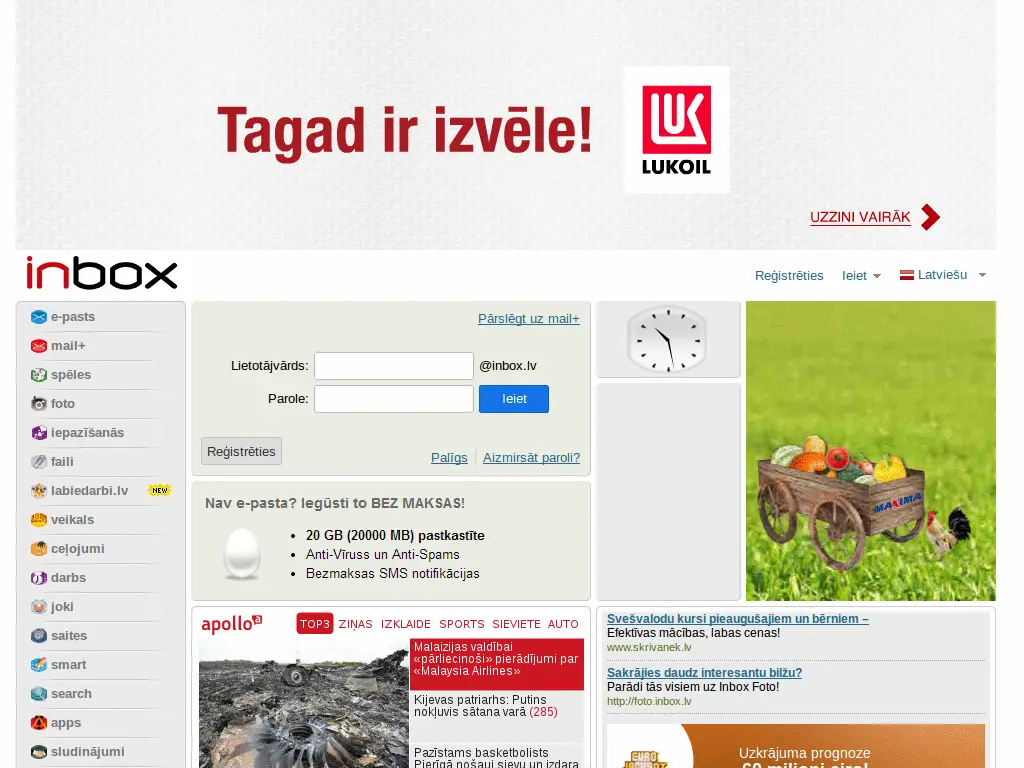 Tagad ir izvēle!
LUK
LUKOIL
UZZINI VAIRĀK
inbox
Reģistrēties
Ieiet
Latviešu
e-pasts
mail+
spēles
foto
iepazīšanās
faili
labiedarbi.lv NEW
veikals
ceļojumi
darbs
joki
saites
smart
search
apps
sludinājumi
Pārslēgt uz mail+
Lietotājvārds: @inbox.lv
Parole: Ieiet
Reģistrēties
Palīgs
Aizmirsāt paroli?
Nav e-pasta? Iegūsti to BEZ MAKSAS!
20 GB (20000 MB) pastkastīte
Anti-Vīruss un Anti-Spams
Bezmaksas SMS notifikācijas
MAXIMA
apollo a
TOP3 ZIŅAS IZKLAIDE SPORTS SIEVIETE AUTO
Malaizijas valdībai
«pārliecinoši» pierādījumi par
«Malaysia Airlines»
Kijevas patriarhs: Putins
nokļuvis sātana varā (285)
Pazīstams basketbolists
Pierīgā nošauj sievu un izdara
Svešvalodu kursi pieaugušajiem un bērniem –
Efektīvas mācības, labas cenas!
www.skrivanek.lv
Sakrājies daudz interesantu bilžu?
Parādi tās visiem uz Inbox Foto!
http://foto.inbox.lv
EURO
JACKPOT
Uzkrājuma prognoze
60 miljoni eiro!